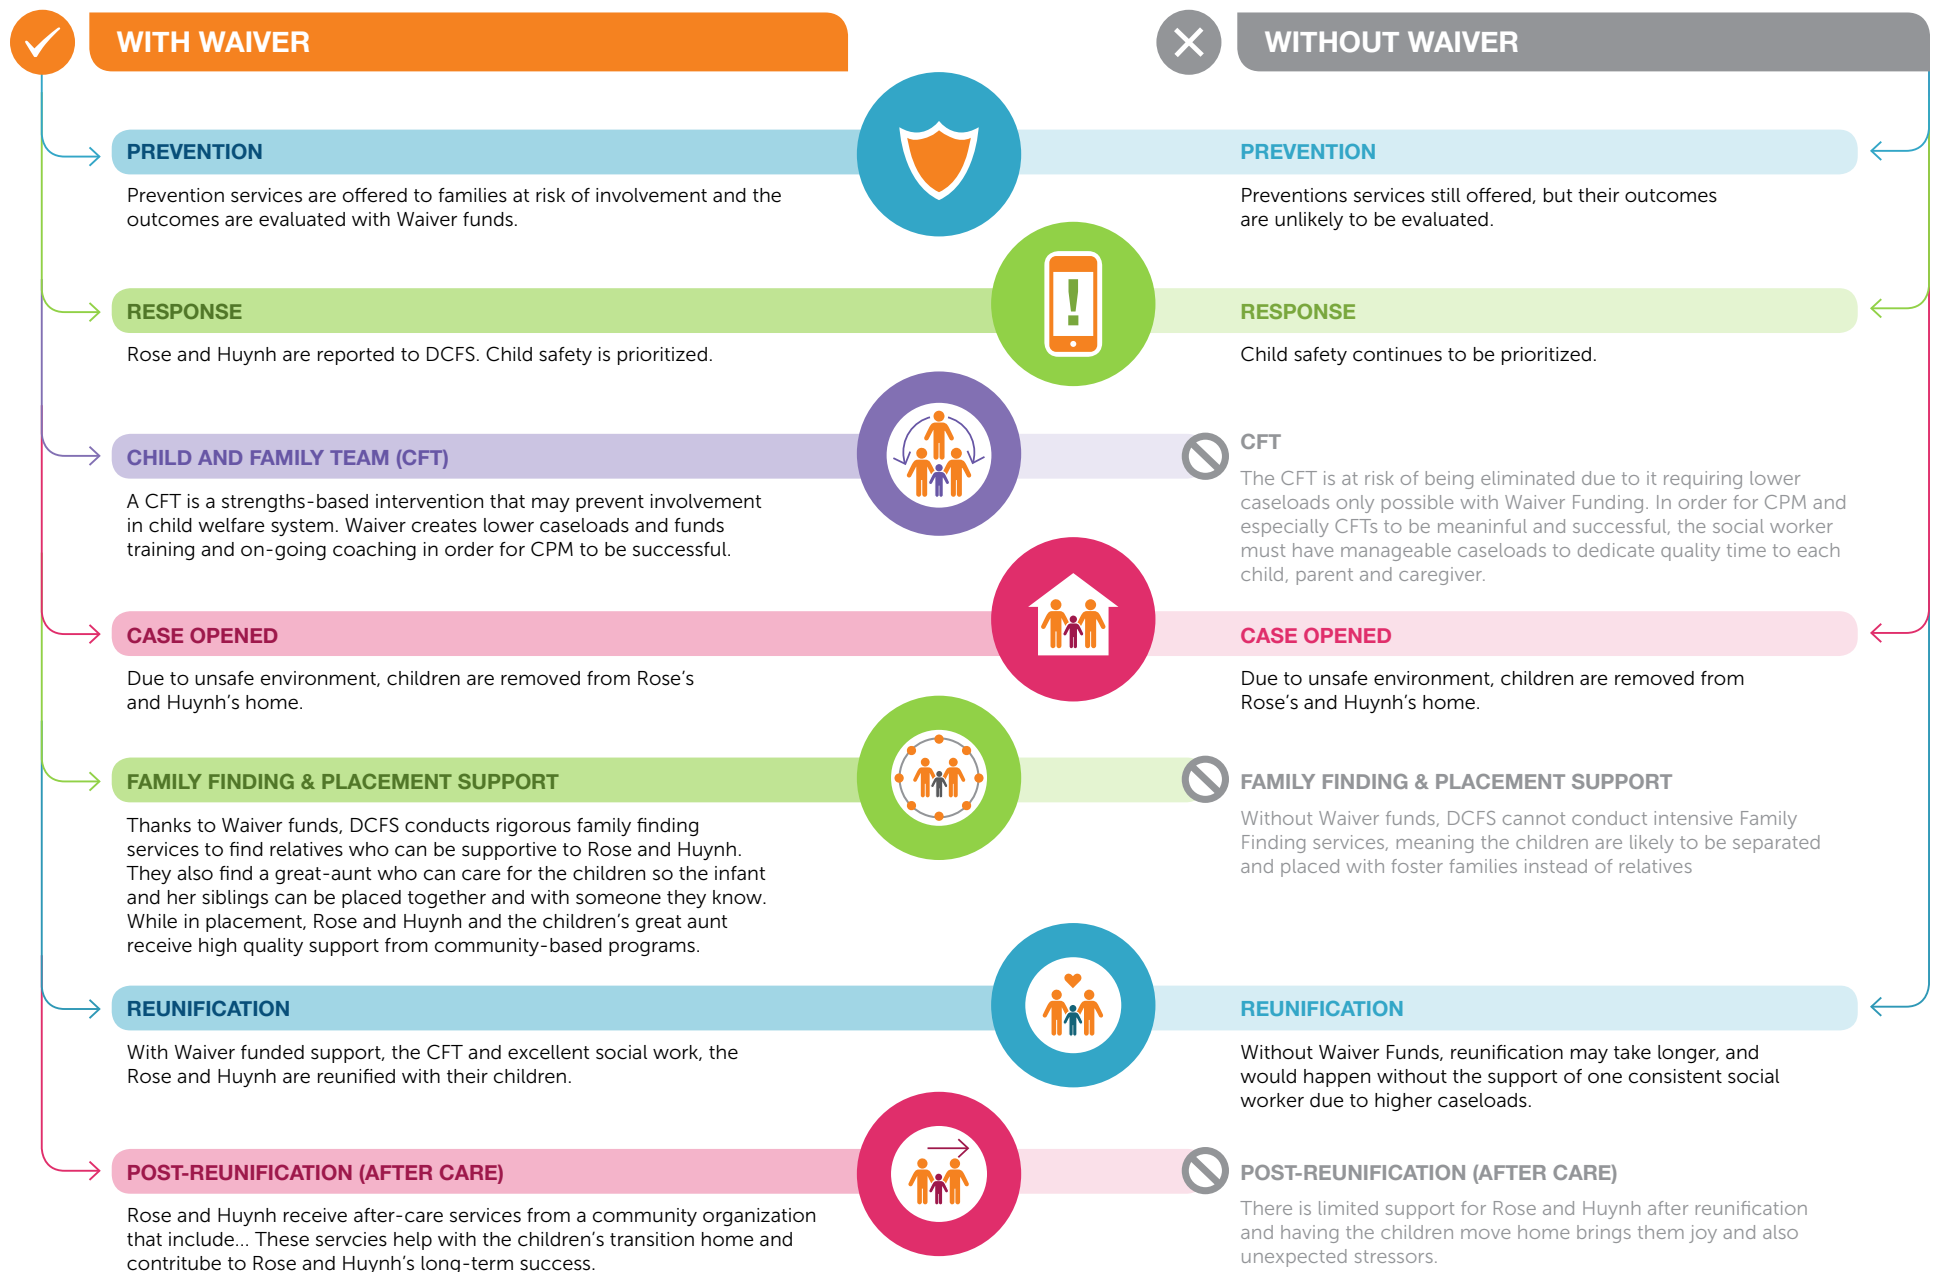 WITH WAIVER
WITHOUT WAIVER
PREVENTION
Prevention services are offered to families at risk of involvement and the
outcomes are evaluated with Waiver funds.
PREVENTION
Preventions services still offered, but their outcomes
are unlikely to be evaluated.
RESPONSE
Rose and Huynh are reported to DCFS. Child safety is prioritized.
RESPONSE
Child safety continues to be prioritized.
CHILD AND FAMILY TEAM (CFT)
A CFT is a strengths-based intervention that may prevent involvement
in child welfare system. Waiver creates lower caseloads and funds
training and on-going coaching in order for CPM to be successful.
CFT
The CFT is at risk of being eliminated due to it requiring lower
caseloads only possible with Waiver Funding. In order for CPM and
especially CFTs to be meaninful and successful, the social worker
must have manageable caseloads to dedicate quality time to each
child, parent and caregiver.
CASE OPENED
Due to unsafe environment, children are removed from Rose's
and Huynh's home.
CASE OPENED
Due to unsafe environment, children are removed from
Rose's and Huynh's home.
FAMILY FINDING & PLACEMENT SUPPORT
Thanks to Waiver funds, DCFS conducts rigorous family finding
services to find relatives who can be supportive to Rose and Huynh.
They also find a great-aunt who can care for the children so the infant
and her siblings can be placed together and with someone they know.
While in placement, Rose and Huynh and the children's great aunt
receive high quality support from community-based programs.
FAMILY FINDING & PLACEMENT SUPPORT
Without Waiver funds, DCFS cannot conduct intensive Family
Finding services, meaning the children are likely to be separated
and placed with foster families instead of relatives
REUNIFICATION
With Waiver funded support, the CFT and excellent social work, the
Rose and Huynh are reunified with their children.
REUNIFICATION
Without Waiver Funds, reunification may take longer, and
would happen without the support of one consistent social
worker due to higher caseloads.
POST-REUNIFICATION (AFTER CARE)
Rose and Huynh receive after-care services from a community organization
that include... These servcies help with the children's transition home and
contritube to Rose and Huynh's long-term success.
POST-REUNIFICATION (AFTER CARE)
There is limited support for Rose and Huynh after reunification
and having the children move home brings them joy and also
unexpected stressors.